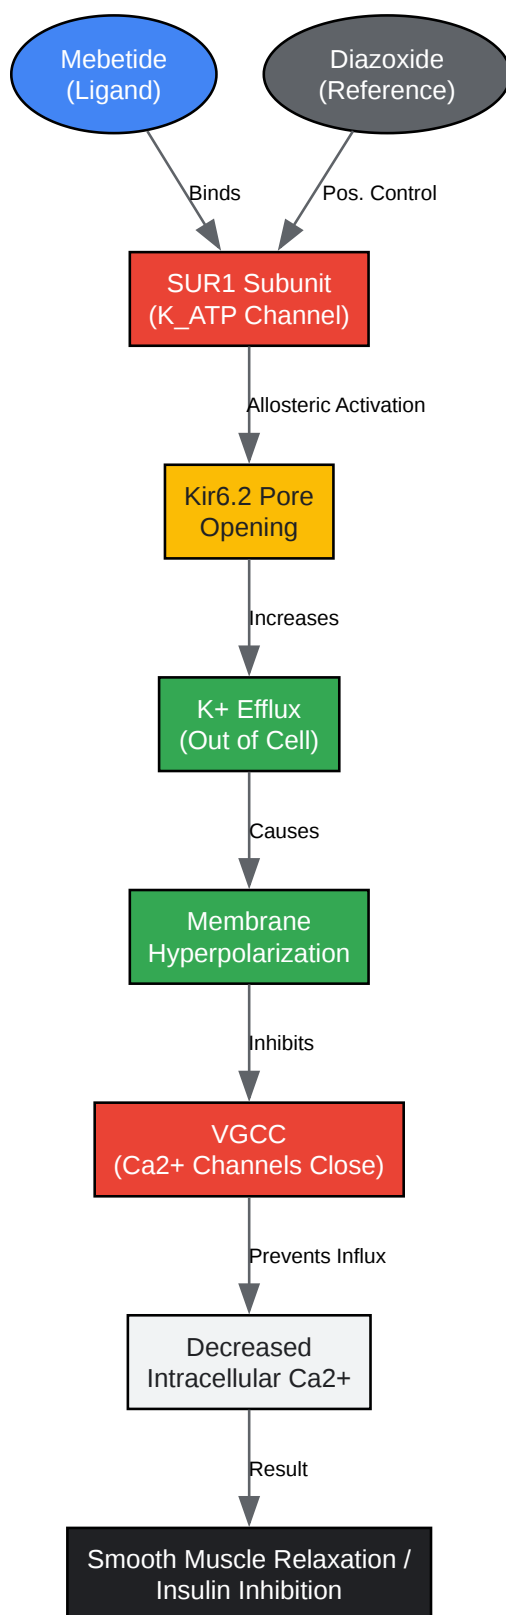 Mebetide
(Ligand)
Diazoxide
(Reference)
Binds
Pos. Control
SUR1 Subunit
(K_ATP Channel)
Allosteric Activation
Kir6.2 Pore
Opening
Increases
K+ Efflux
(Out of Cell)
Causes
Membrane
Hyperpolarization
Inhibits
VGCC
(Ca2+ Channels Close)
Prevents Influx
Decreased
Intracellular Ca2+
Result
Smooth Muscle Relaxation /
Insulin Inhibition